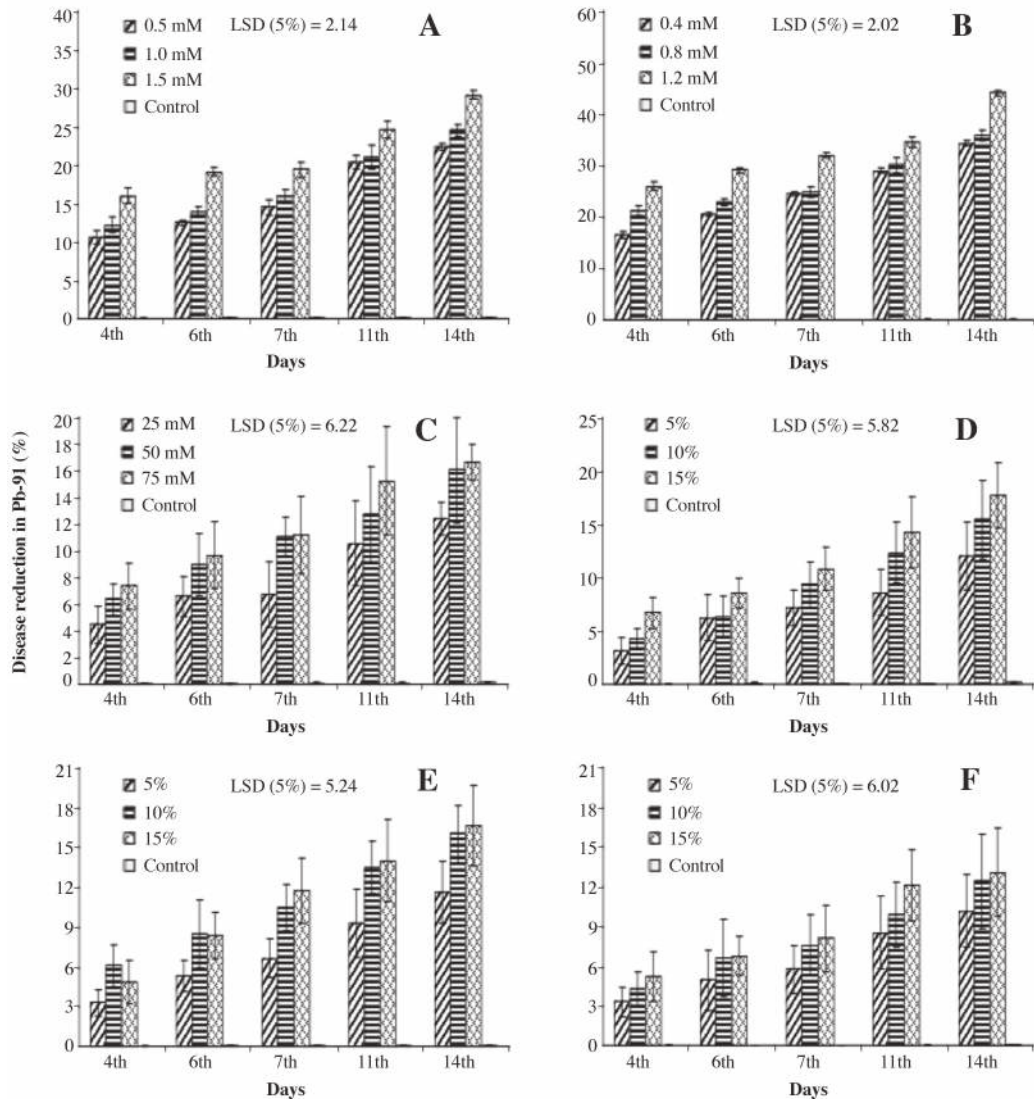 40
35
30
25
20
15
10
5
0
0.5 mM
1.0 mM
1.5 mM
Control
LSD (5%) = 2.14
A
4th 6th 7th 11th 14th
Days
60
50
40
30
20
10
0
0.4 mM
0.8 mM
1.2 mM
Control
LSD (5%) = 2.02
B
4th 6th 7th 11th 14th
Days
Disease reduction in Pb-91 (%)
20
18
16
14
12
10
8
6
4
2
0
25 mM
50 mM
75 mM
Control
LSD (5%) = 6.22
C
4th 6th 7th 11th 14th
Days
25
20
15
10
5
0
5%
10%
15%
Control
LSD (5%) = 5.82
D
4th 6th 7th 11th 14th
Days
21
18
15
12
9
6
3
0
5%
10%
15%
Control
LSD (5%) = 5.24
E
4th 6th 7th 11th 14th
Days
21
18
15
12
9
6
3
0
5%
10%
15%
Control
LSD (5%) = 6.02
F
4th 6th 7th 11th 14th
Days